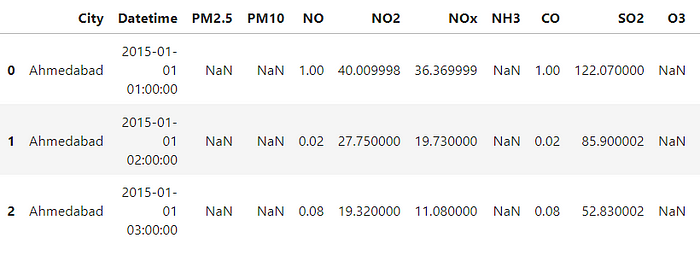 City Datetime PM2.5 PM10 NO NO2 NOx NH3 CO SO2 O3
0 Ahmedabad 2015-01-01 01:00:00 NaN NaN 1.00 40.009998 36.369999 NaN 1.00 122.070000 NaN
1 Ahmedabad 2015-01-01 02:00:00 NaN NaN 0.02 27.750000 19.730000 NaN 0.02 85.900002 NaN
2 Ahmedabad 2015-01-01 03:00:00 NaN NaN 0.08 19.320000 11.080000 NaN 0.08 52.830002 NaN